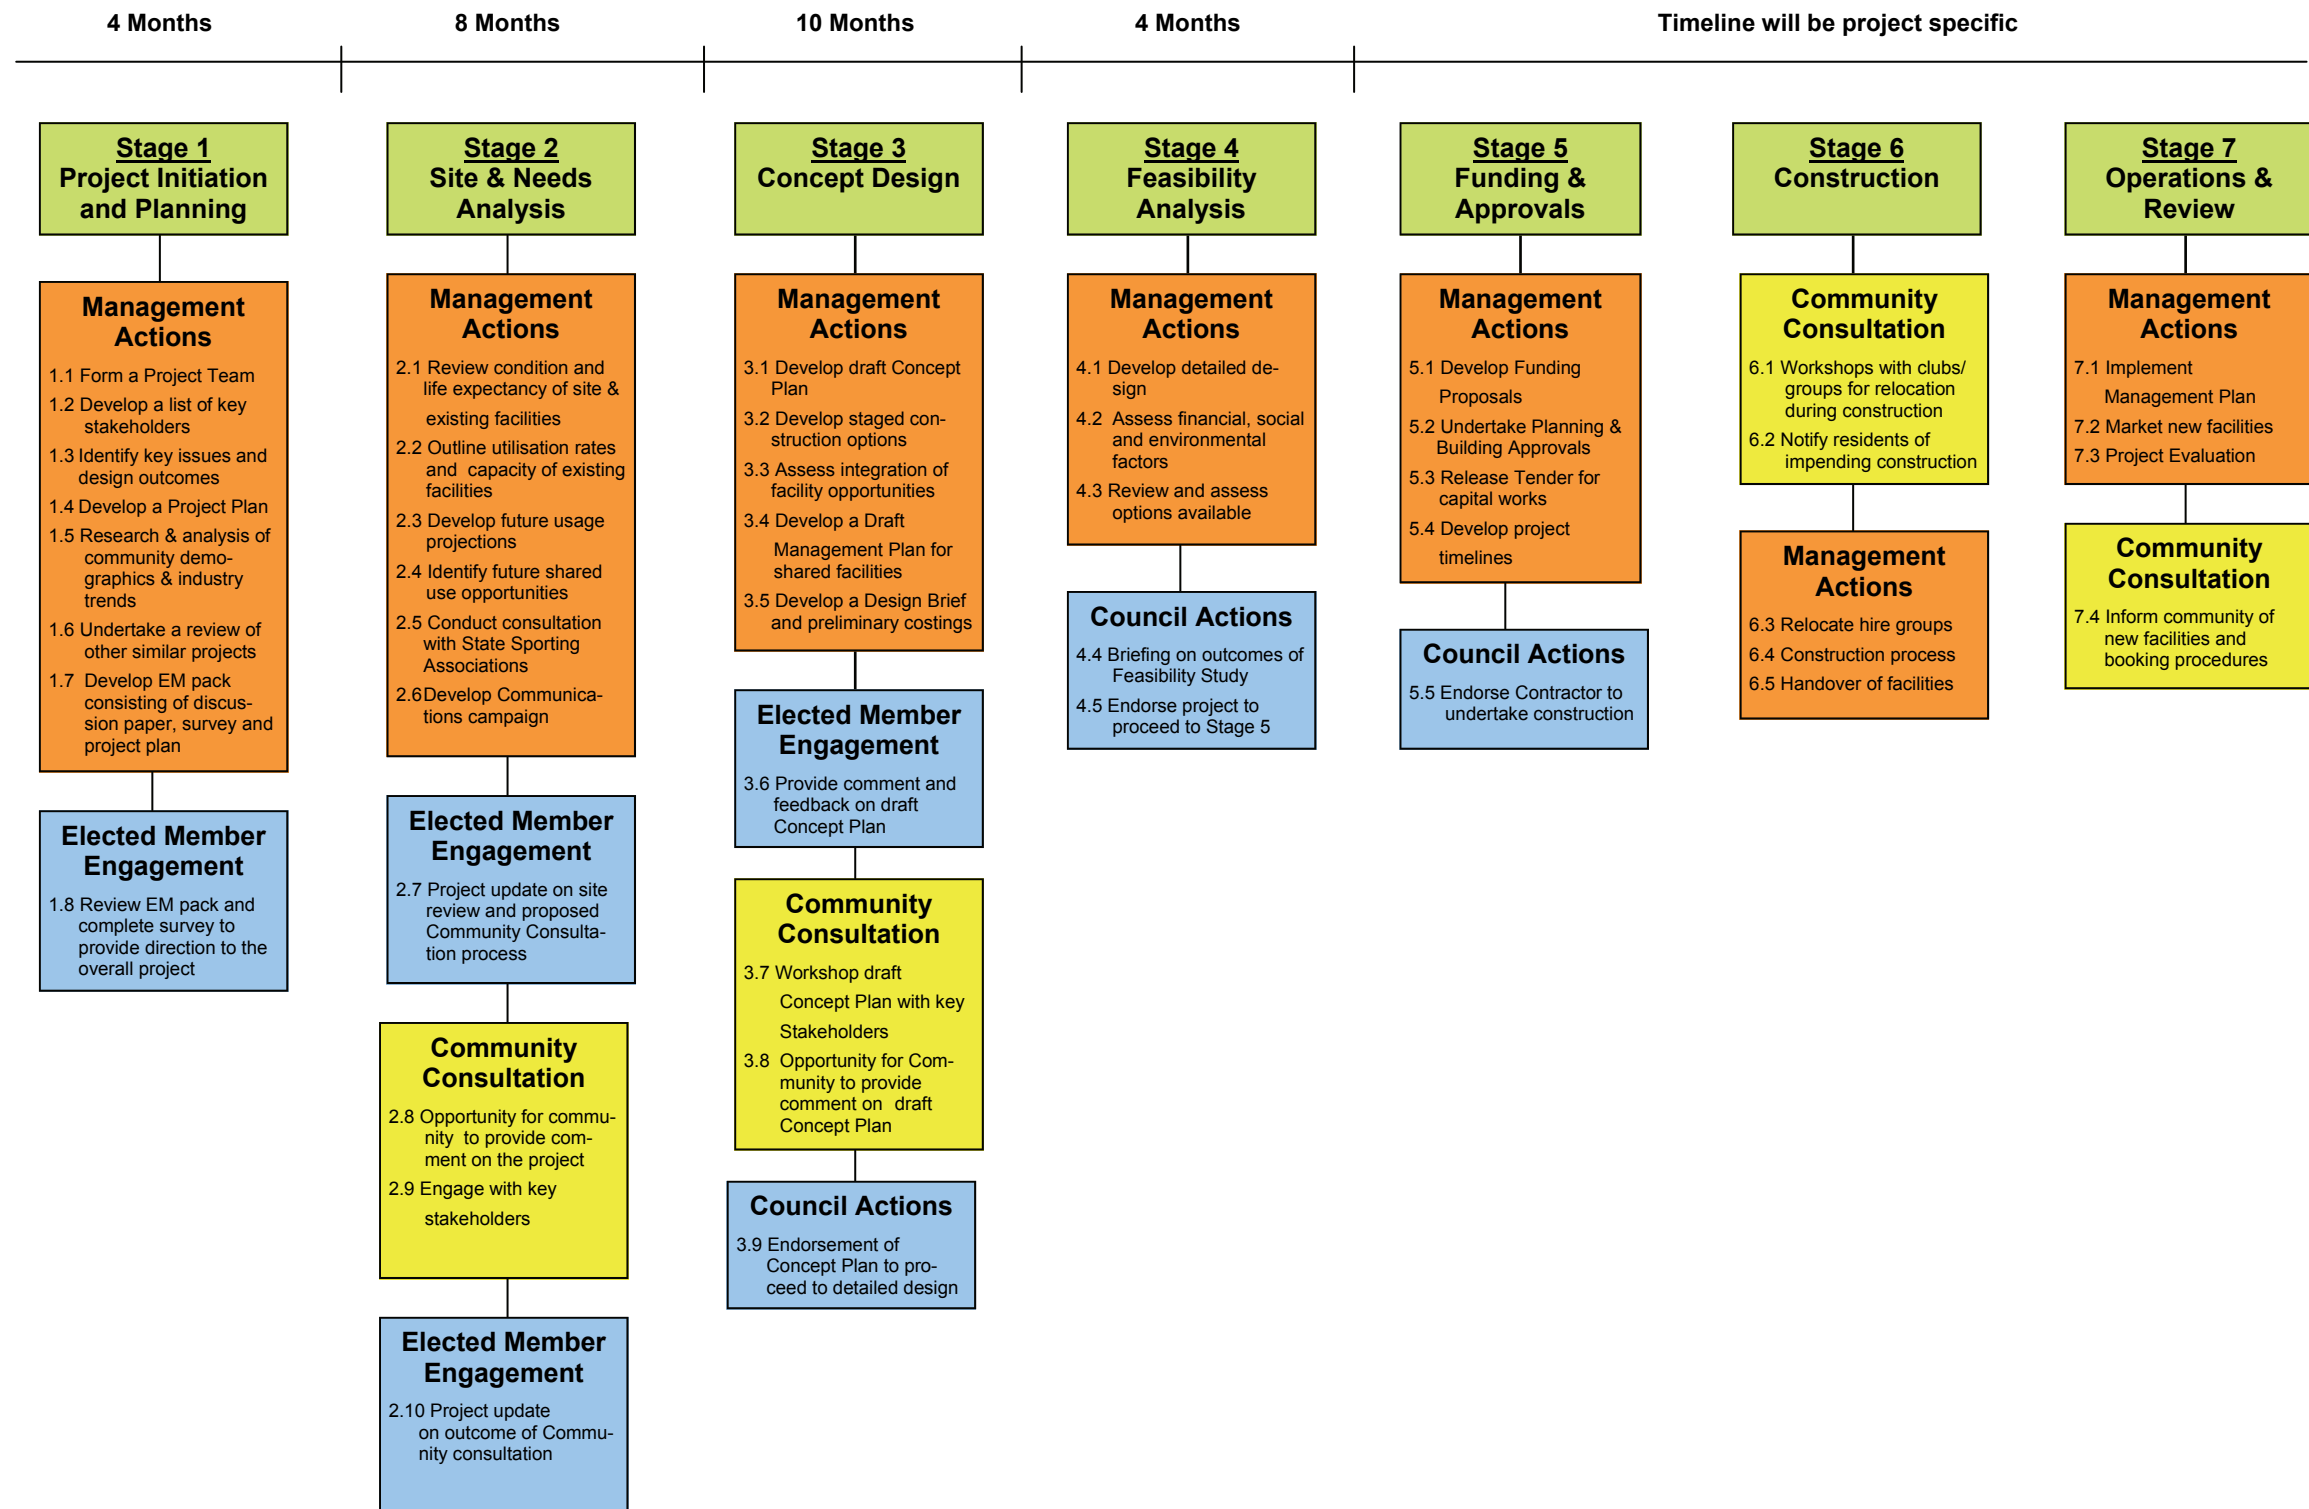 4 Months
8 Months
10 Months
4 Months
Timeline will be project specific
Stage 1
Project Initiation
and Planning
Management
Actions
1.1 Form a Project Team
1.2 Develop a list of key
stakeholders
1.3 Identify key issues and
design outcomes
1.4 Develop a Project Plan
1.5 Research & analysis of
community demo-
graphics & industry
trends
1.6 Undertake a review of
other similar projects
1.7 Develop EM pack
consisting of discus-
sion paper, survey and
project plan
Elected Member
Engagement
1.8 Review EM pack and
complete survey to
provide direction to the
overall project
Stage 2
Site & Needs
Analysis
Management
Actions
2.1 Review condition and
life expectancy of site &
existing facilities
2.2 Outline utilisation rates
and capacity of existing
facilities
2.3 Develop future usage
projections
2.4 Identify future shared
use opportunities
2.5 Conduct consultation
with State Sporting
Associations
2.6Develop Communica-
tions campaign
Elected Member
Engagement
2.7 Project update on site
review and proposed
Community Consulta-
tion process
Community
Consultation
2.8 Opportunity for commu-
nity to provide com-
ment on the project
2.9 Engage with key
stakeholders
Elected Member
Engagement
2.10 Project update
on outcome of Commu-
nity consultation
Stage 3
Concept Design
Management
Actions
3.1 Develop draft Concept
Plan
3.2 Develop staged con-
struction options
3.3 Assess integration of
facility opportunities
3.4 Develop a Draft
Management Plan for
shared facilities
3.5 Develop a Design Brief
and preliminary costings
Elected Member
Engagement
3.6 Provide comment and
feedback on draft
Concept Plan
Community
Consultation
3.7 Workshop draft
Concept Plan with key
Stakeholders
3.8 Opportunity for Com-
munity to provide
comment on draft
Concept Plan
Council Actions
3.9 Endorsement of
Concept Plan to pro-
ceed to detailed design
Stage 4
Feasibility
Analysis
Management
Actions
4.1 Develop detailed de-
sign
4.2 Assess financial, social
and environmental
factors
4.3 Review and assess
options available
Council Actions
4.4 Briefing on outcomes of
Feasibility Study
4.5 Endorse project to
proceed to Stage 5
Stage 5
Funding &
Approvals
Management
Actions
5.1 Develop Funding
Proposals
5.2 Undertake Planning &
Building Approvals
5.3 Release Tender for
capital works
5.4 Develop project
timelines
Council Actions
5.5 Endorse Contractor to
undertake construction
Stage 6
Construction
Community
Consultation
6.1 Workshops with clubs/
groups for relocation
during construction
6.2 Notify residents of
impending construction
Management
Actions
6.3 Relocate hire groups
6.4 Construction process
6.5 Handover of facilities
Stage 7
Operations &
Review
Management
Actions
7.1 Implement
Management Plan
7.2 Market new facilities
7.3 Project Evaluation
Community
Consultation
7.4 Inform community of
new facilities and
booking procedures